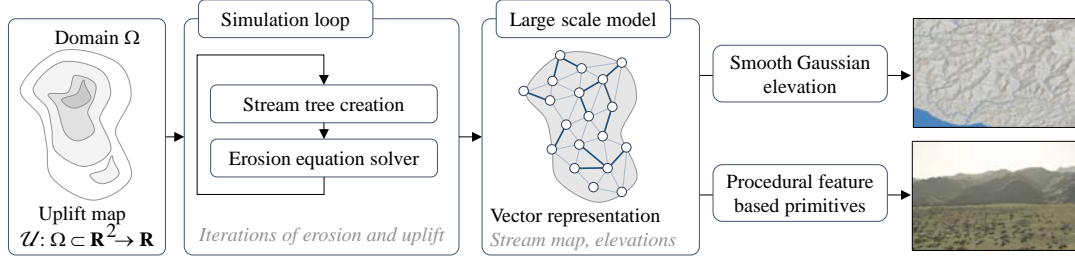 Domain Ω
Uplift map
𝒰: Ω ⊂ R² → R
Simulation loop
Stream tree creation
Erosion equation solver
Iterations of erosion and uplift
Large scale model
Vector representation
Stream map, elevations
Smooth Gaussian
elevation
Procedural feature
based primitives